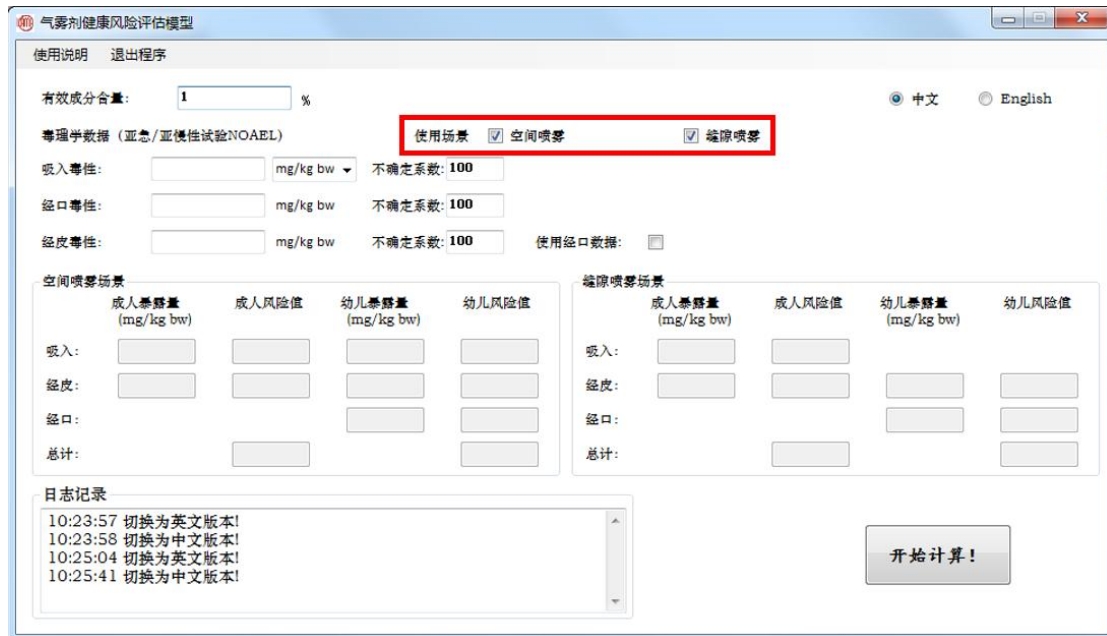 气雾剂健康风险评估模型
使用说明 退出程序
有效成分含量: 1 % 中文 English
毒理学数据 (亚急/亚慢性试验NOAEL) 使用场景 空间喷雾 缝隙喷雾
吸入毒性: mg/kg bw 不确定系数: 100
经口毒性: mg/kg bw 不确定系数: 100
经皮毒性: mg/kg bw 不确定系数: 100 使用经口数据:
空间喷雾场景
成人暴露量 成人风险值 幼儿暴露量 幼儿风险值
(mg/kg bw) (mg/kg bw)
吸入:
经皮:
经口:
总计:
缝隙喷雾场景
成人暴露量 成人风险值 幼儿暴露量 幼儿风险值
(mg/kg bw) (mg/kg bw)
吸入:
经皮:
经口:
总计:
日志记录
10:23:57 切换为英文版本!
10:23:58 切换为中文版本!
10:25:04 切换为英文版本!
10:25:41 切换为中文版本!
开始计算!